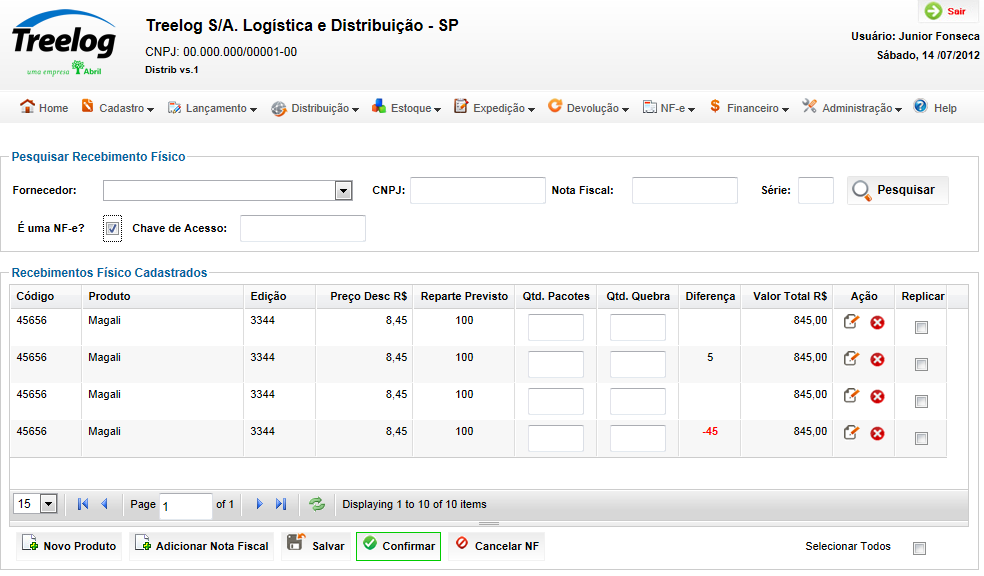 Sair
Treelog
uma empresa Abril
Treelog S/A. Logística e Distribuição - SP
CNPJ: 00.000.000/00001-00
Distrib vs.1
Usuário: Junior Fonseca
Sábado, 14 /07/2012
Home Cadastro Lançamento Distribuição Estoque Expedição Devolução NF-e Financeiro Administração Help
Pesquisar Recebimento Físico
Fornecedor: CNPJ: Nota Fiscal: Série: Pesquisar
É uma NF-e? Chave de Acesso:
Recebimentos Físico Cadastrados
Código Produto Edição Preço Desc R$ Reparte Previsto Qtd. Pacotes Qtd. Quebra Diferença Valor Total R$ Ação Replicar
45656 Magali 3344 8,45 100 845,00
45656 Magali 3344 8,45 100 5 845,00
45656 Magali 3344 8,45 100 845,00
45656 Magali 3344 8,45 100 -45 845,00
15 Page 1 of 1 Displaying 1 to 10 of 10 items
Novo Produto Adicionar Nota Fiscal Salvar Confirmar Cancelar NF Selecionar Todos